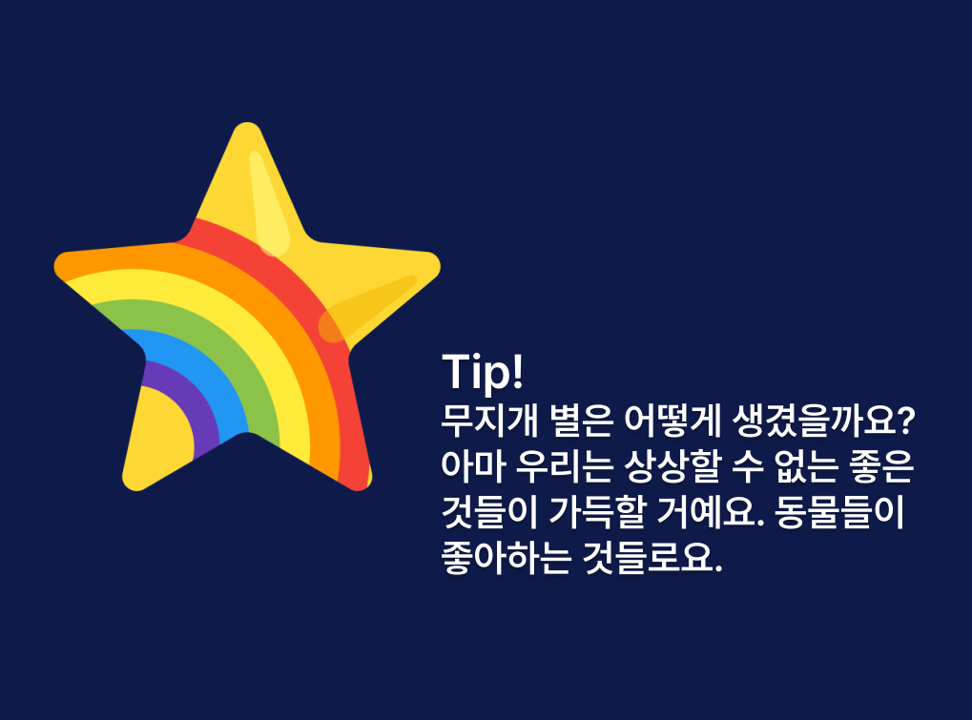 Tip!
무지개 별은 어떻게 생겼을까요?
아마 우리는 상상할 수 없는 좋은
것들이 가득할 거예요. 동물들이
좋아하는 것들로요.